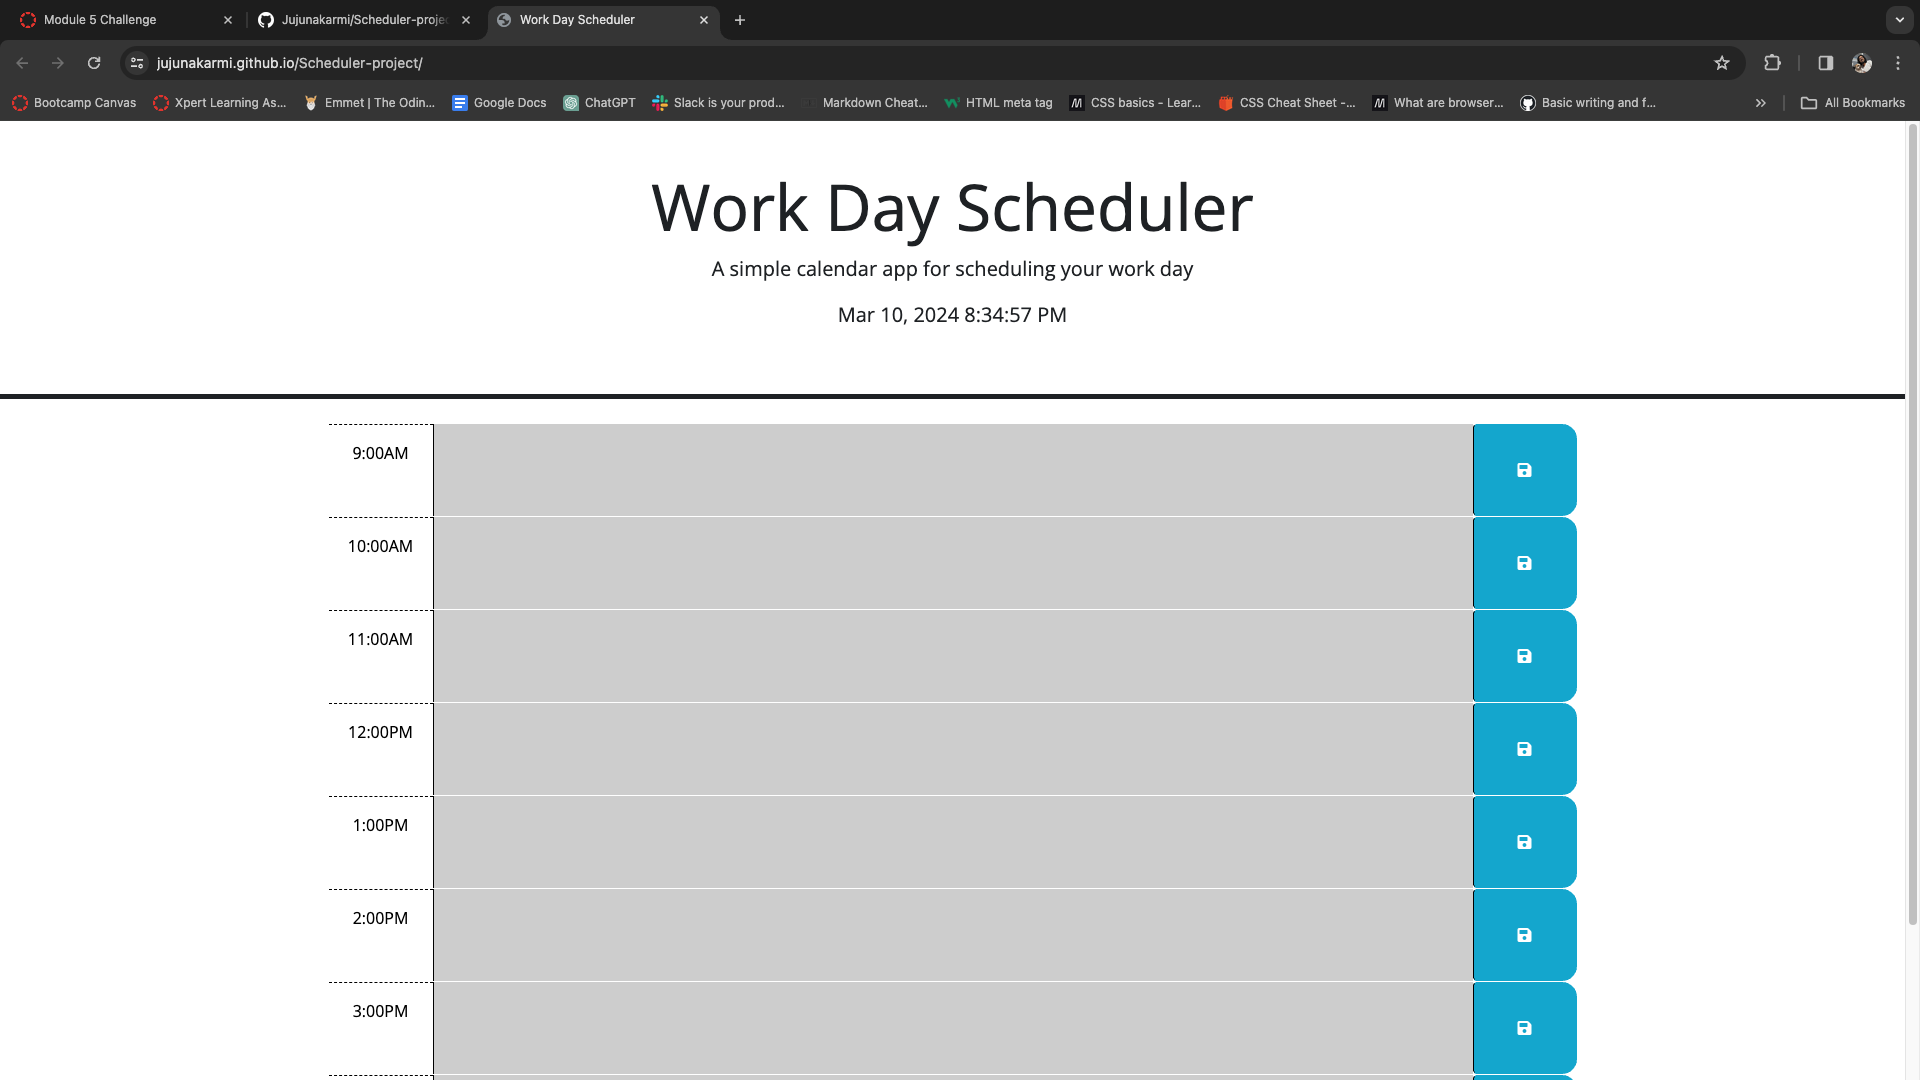 Module 5 Challenge
Jujunakarmi/Scheduler-projec
Work Day Scheduler
jujunakarmi.github.io/Scheduler-project/
Bootcamp Canvas
Xpert Learning As...
Emmet | The Odin...
Google Docs
ChatGPT
Slack is your prod...
Markdown Cheat...
HTML meta tag
CSS basics - Lear...
CSS Cheat Sheet -...
What are browser...
Basic writing and f...
All Bookmarks
Work Day Scheduler
A simple calendar app for scheduling your work day
Mar 10, 2024 8:34:57 PM
9:00AM
10:00AM
11:00AM
12:00PM
1:00PM
2:00PM
3:00PM